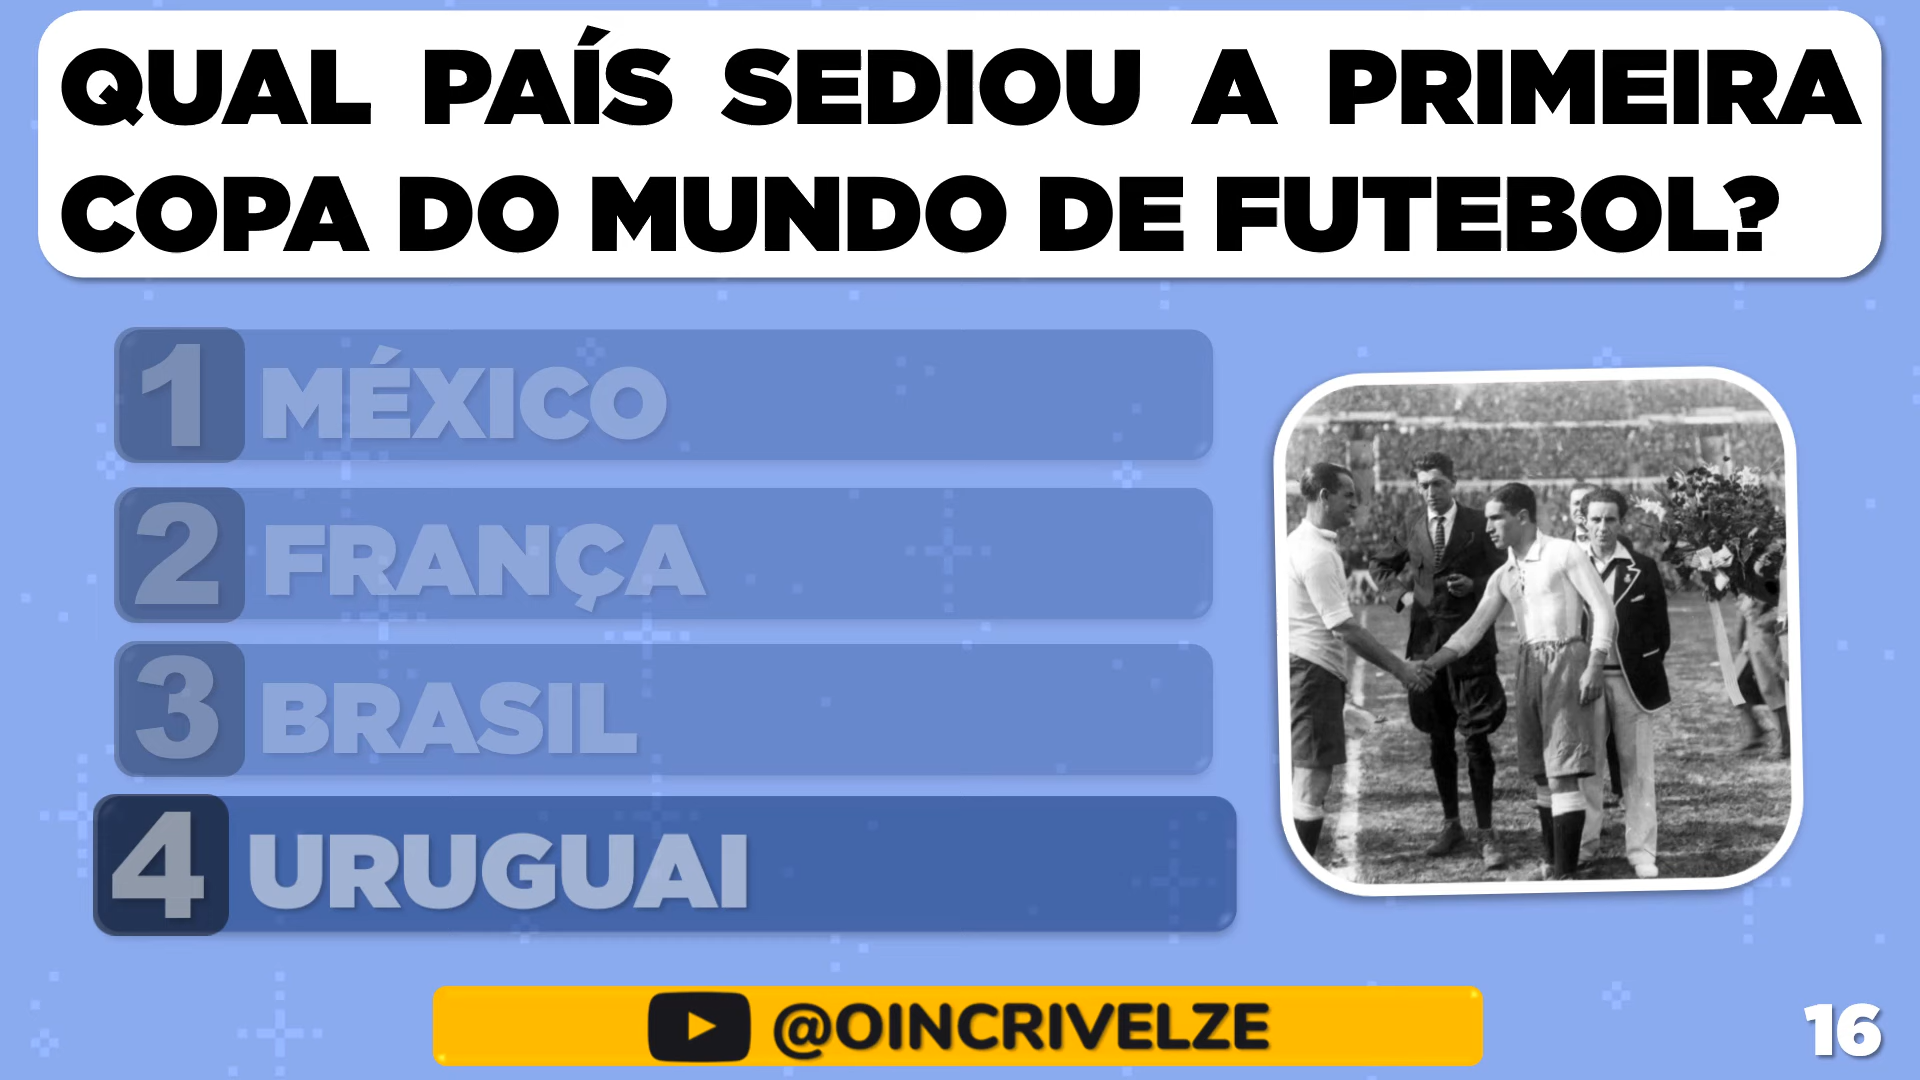 QUAL PAÍS SEDIOU A PRIMEIRA
COPA DO MUNDO DE FUTEBOL?
1 MÉXICO
2 FRANÇA
3 BRASIL
4 URUGUAI
@OINCRIVELZE
16